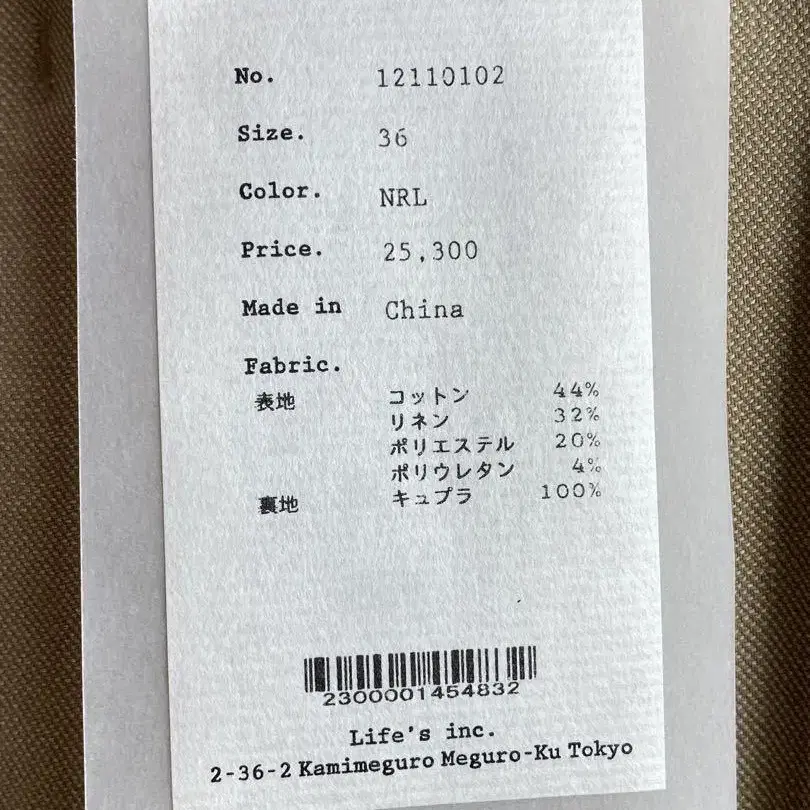 No. 12110102
Size. 36
Color. NRL
Price. 25,300
Made in China
Fabric.
表地 コットン 44%
リネン 32%
ポリエステル 20%
ポリウレタン 4%
裏地 キュプラ 100%
2300001454832
Life's inc.
2-36-2 Kamimeguro Meguro-Ku Tokyo